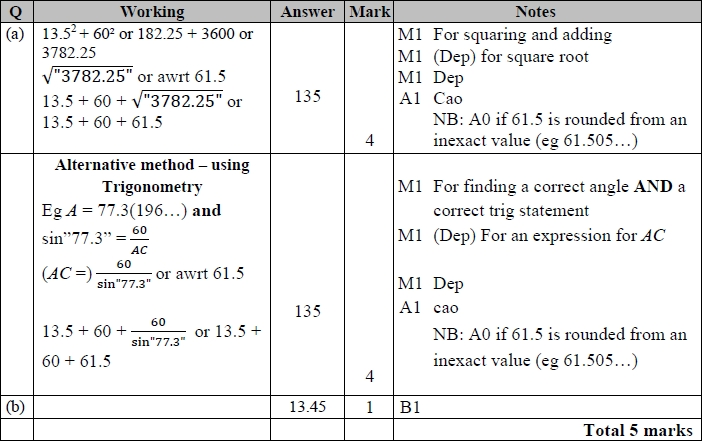 Q Working Answer Mark Notes
(a) 13.5² + 60² or 182.25 + 3600 or
3782.25
√"3782.25" or awrt 61.5
13.5 + 60 + √"3782.25" or
13.5 + 60 + 61.5
135
4
M1 For squaring and adding
M1 (Dep) for square root
M1 Dep
A1 Cao
NB: A0 if 61.5 is rounded from an
inexact value (eg 61.505…)
Alternative method – using
Trigonometry
Eg A = 77.3(196…) and
sin"77.3" = 60/AC
(AC =) 60/sin"77.3" or awrt 61.5
13.5 + 60 + 60/sin"77.3" or 13.5 +
60 + 61.5
135
4
M1 For finding a correct angle AND a
correct trig statement
M1 (Dep) For an expression for AC
M1 Dep
A1 cao
NB: A0 if 61.5 is rounded from an
inexact value (eg 61.505…)
(b) 13.45 1 B1
Total 5 marks